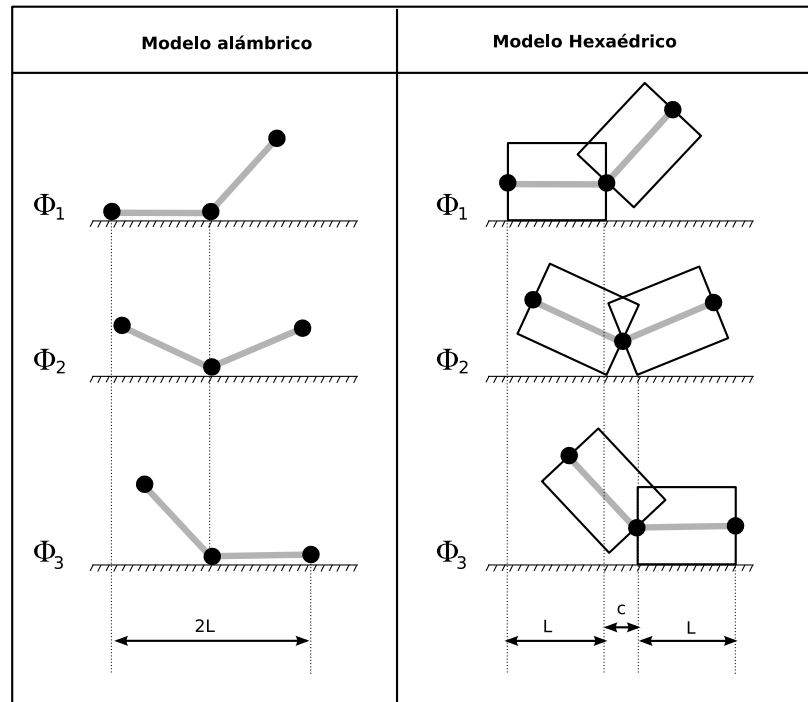 Modelo alámbrico
Modelo Hexaédrico
Φ1
Φ1
Φ2
Φ2
Φ3
Φ3
2L
L
c
L